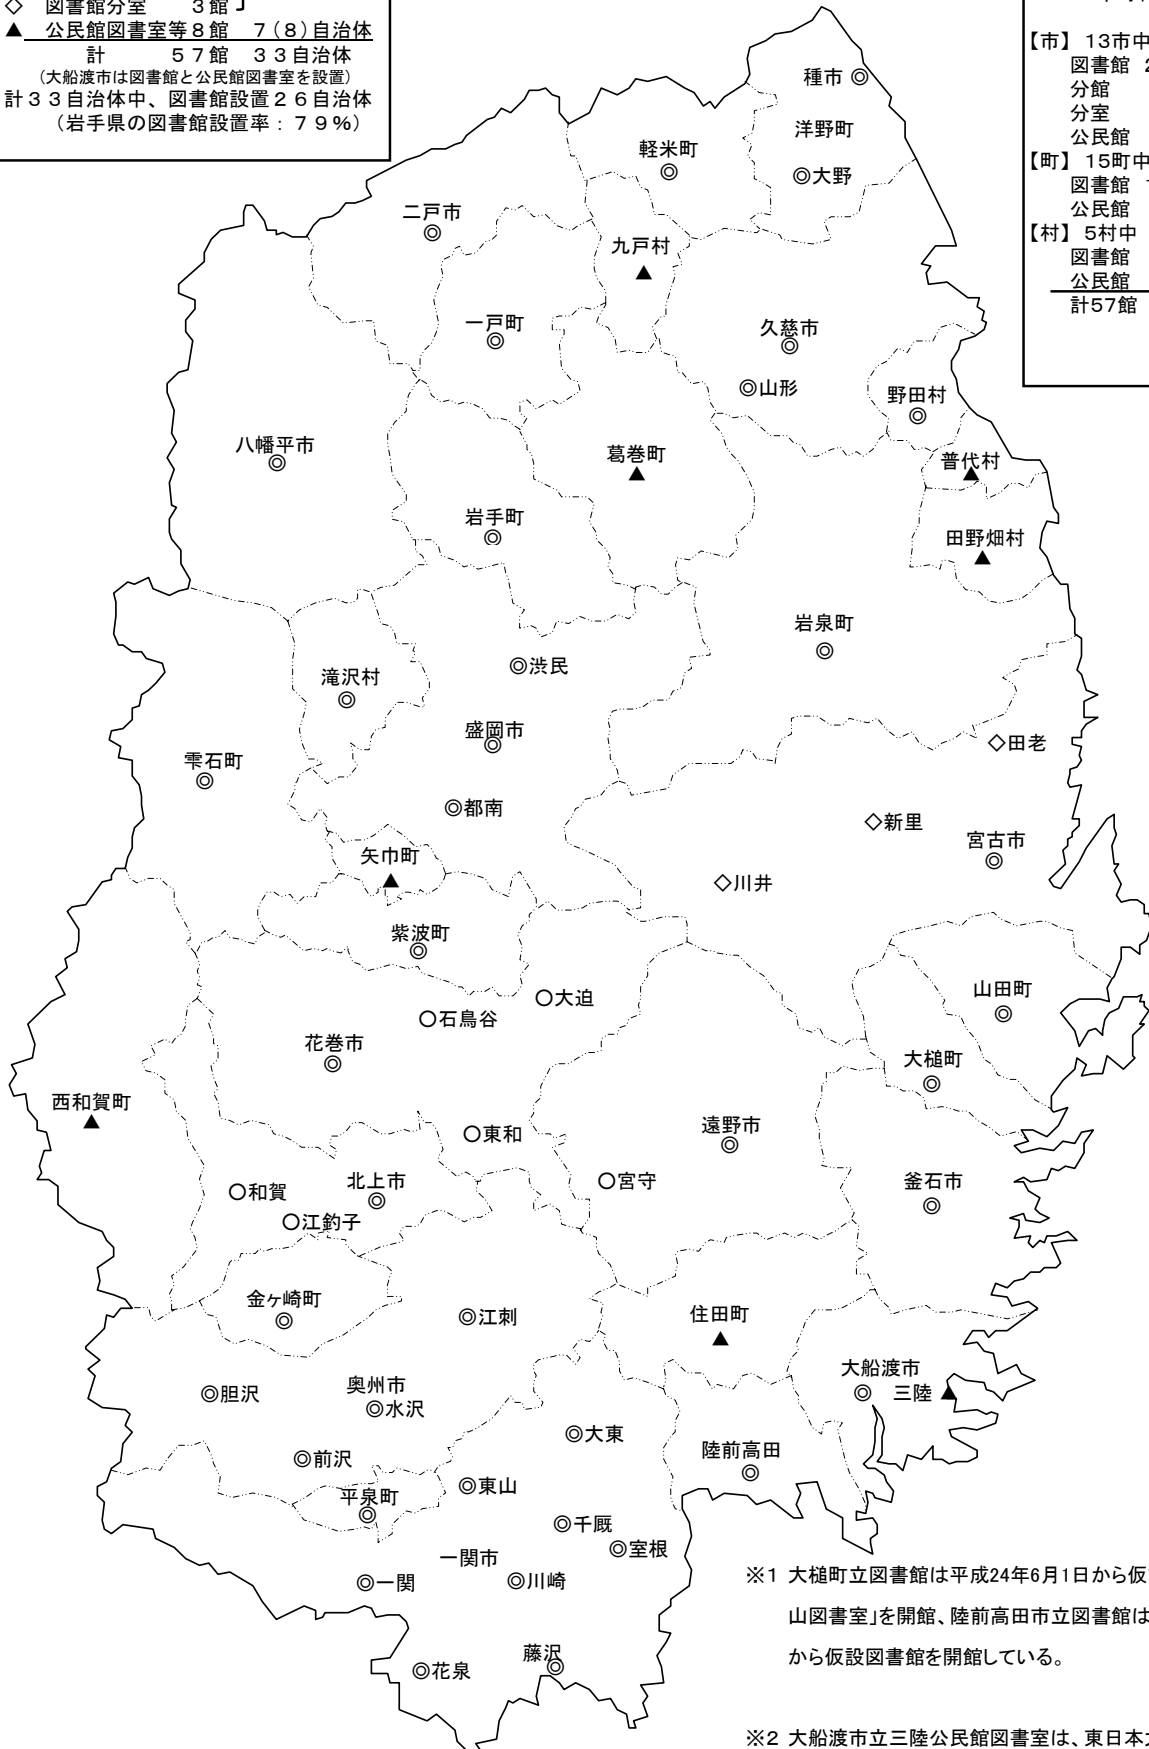 ◇ 図書館分室 3館
▲ 公民館図書室等8館 7(8)自治体
計 57館 33自治体
(大船渡市は図書館と公民館図書室を設置)
計33自治体中、図書館設置26自治体
(岩手県の図書館設置率:79%)
【市】 13市中
図書館 2
分館
分室
公民館
【町】 15町中
図書館 1
公民館
【村】 5村中
図書館
公民館
計57館
種市◎
洋野町
◎大野
軽米町
◎
二戸市
◎
九戸村
▲
一戸町
◎
久慈市
◎
◎山形
野田村
◎
八幡平市
◎
葛巻町
▲
普代村
▲
岩手町
◎
田野畑村
▲
岩泉町
◎
◎渋民
滝沢村
◎
盛岡市
◎
◇田老
雫石町
◎
◎都南
◇新里
宮古市
◎
矢巾町
▲
◇川井
紫波町
◎
○大迫
山田町
◎
○石鳥谷
花巻市
◎
大槌町
◎
西和賀町
▲
○東和
遠野市
◎
○宮守
○和賀
北上市
◎
釜石市
◎
○江釣子
金ヶ崎町
◎
◎江刺
住田町
▲
大船渡市
◎ 三陸▲
◎胆沢
奥州市
◎水沢
◎大東
◎前沢
陸前高田
◎
平泉町
◎
◎東山
◎千厩
◎室根
一関市
◎一関
◎川崎
藤沢
◎
◎花泉
※1 大槌町立図書館は平成24年6月1日から仮
山図書室」を開館、陸前高田市立図書館は
から仮設図書館を開館している。
※2 大船渡市立三陸公民館図書室は、東日本